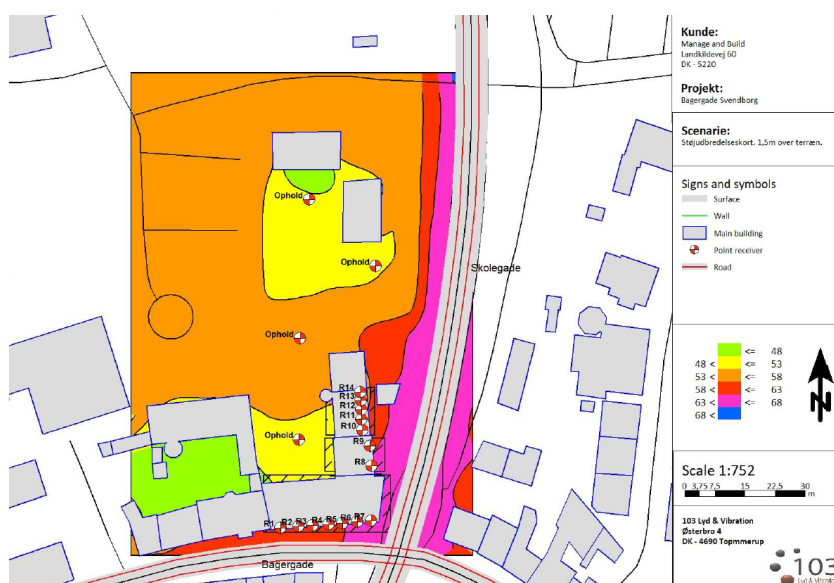 Kunde:
Manage and Build
Landkildevej 60
DK - 5220
Projekt:
Bagergade Svendborg
Scenarie:
Støjudbredelseskort. 1,5m over terræn.
Signs and symbols
Surface
Wall
Main building
Point receiver
Road
<= 48
48 < <= 53
53 < <= 58
58 < <= 63
63 < <= 68
68 <
N
Scale 1:752
0 3,75 7,5 15 22,5 30
m
103 Lyd & Vibration
Østerbro 4
DK - 4690 Topmmerup
103
Lyd & Vibra
Ophold
Ophold
Skolegade
Ophold
R14
R13
R12
R11
R10
Ophold
R9
R8
R1 R2 R3 R4 R5 R6 R7
Bagergade